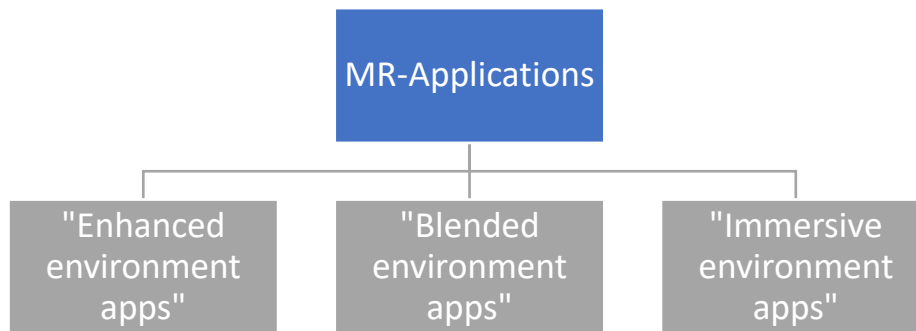 MR-Applications
"Enhanced
environment
apps"
"Blended
environment
apps"
"Immersive
environment
apps"